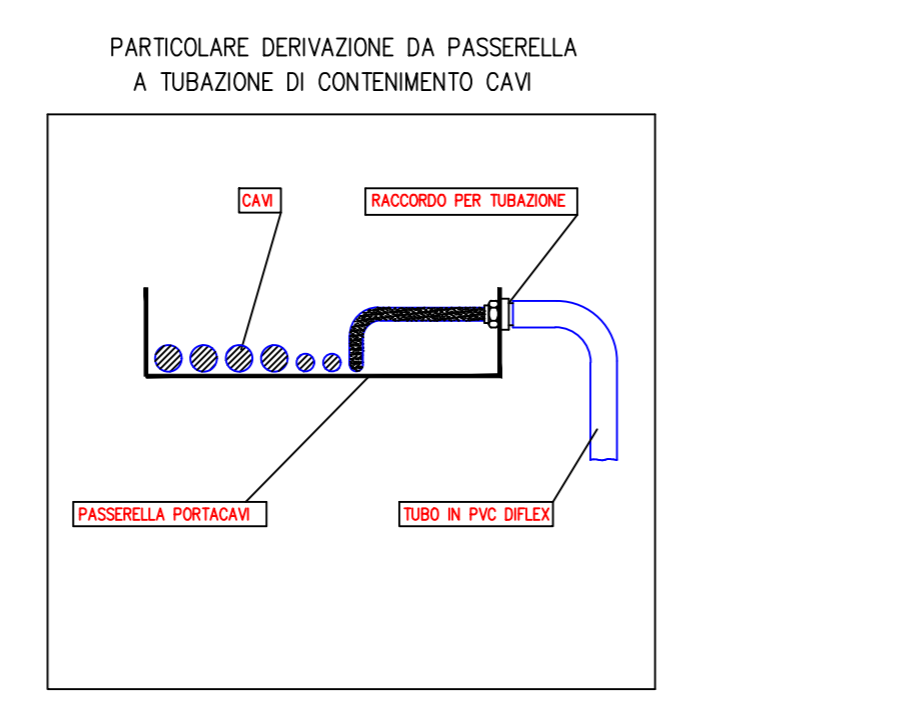 PARTICOLARE DERIVAZIONE DA PASSERELLA
A TUBAZIONE DI CONTENIMENTO CAVI
CAVI
RACCORDO PER TUBAZIONE
PASSERELLA PORTACAVI
TUBO IN PVC DIFLEX